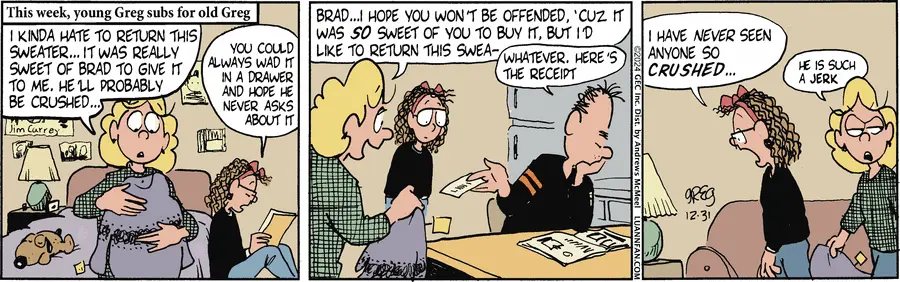 This week, young Greg subs for old Greg
I KINDA HATE TO RETURN THIS
SWEATER...IT WAS REALLY
SWEET OF BRAD TO GIVE IT
TO ME. HE'LL PROBABLY
BE CRUSHED...
YOU COULD
ALWAYS WAD IT
IN A DRAWER
AND HOPE HE
NEVER ASKS
ABOUT IT
Jim Currey
BRAD...I HOPE YOU WON'T BE OFFENDED, 'CUZ IT
WAS SO SWEET OF YOU TO BUY IT, BUT I'D
LIKE TO RETURN THIS SWEA-
WHATEVER. HERE'S
THE RECEIPT
©2024 GEC Inc. Dist. by Andrews McMeel LUANNFAN.COM
I HAVE NEVER SEEN
ANYONE SO
CRUSHED...
HE IS SUCH
A JERK
GREG
12.31